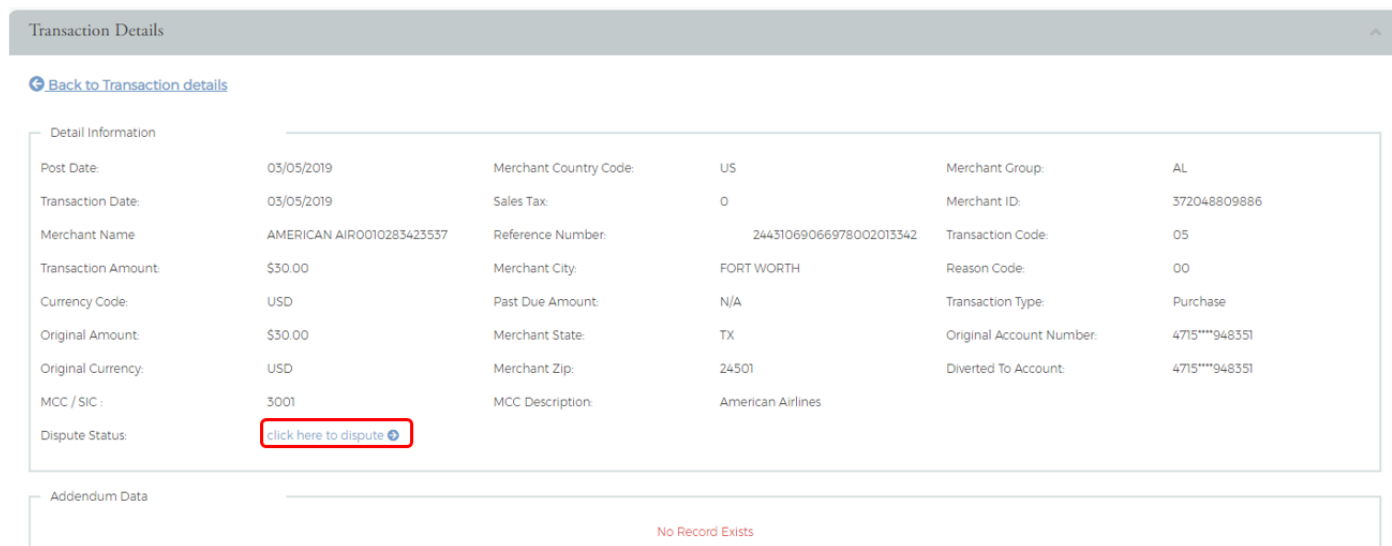 Transaction Details
Back to Transaction details
Detail Information
Post Date: 03/05/2019 Merchant Country Code: US Merchant Group: AL
Transaction Date: 03/05/2019 Sales Tax: 0 Merchant ID: 372048809886
Merchant Name AMERICAN AIR0010283423537 Reference Number: 24431069066978002013342 Transaction Code: 05
Transaction Amount: $30.00 Merchant City: FORT WORTH Reason Code: 00
Currency Code: USD Past Due Amount: N/A Transaction Type: Purchase
Original Amount: $30.00 Merchant State: TX Original Account Number: 4715****948351
Original Currency: USD Merchant Zip: 24501 Diverted To Account: 4715****948351
MCC / SIC : 3001 MCC Description: American Airlines
Dispute Status: click here to dispute
Addendum Data
No Record Exists